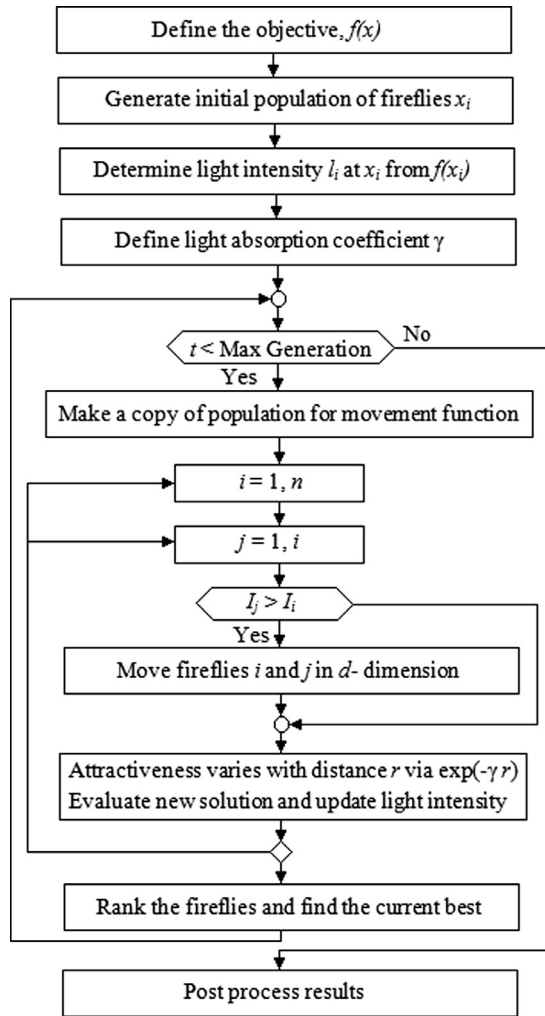 Define the objective, f(x)
Generate initial population of fireflies xᵢ
Determine light intensity lᵢ at xᵢ from f(xᵢ)
Define light absorption coefficient γ
t < Max Generation
No
Yes
Make a copy of population for movement function
i = 1, n
j = 1, i
Iⱼ > Iᵢ
Yes
Move fireflies i and j in d- dimension
Attractiveness varies with distance r via exp(-γ r)
Evaluate new solution and update light intensity
Rank the fireflies and find the current best
Post process results